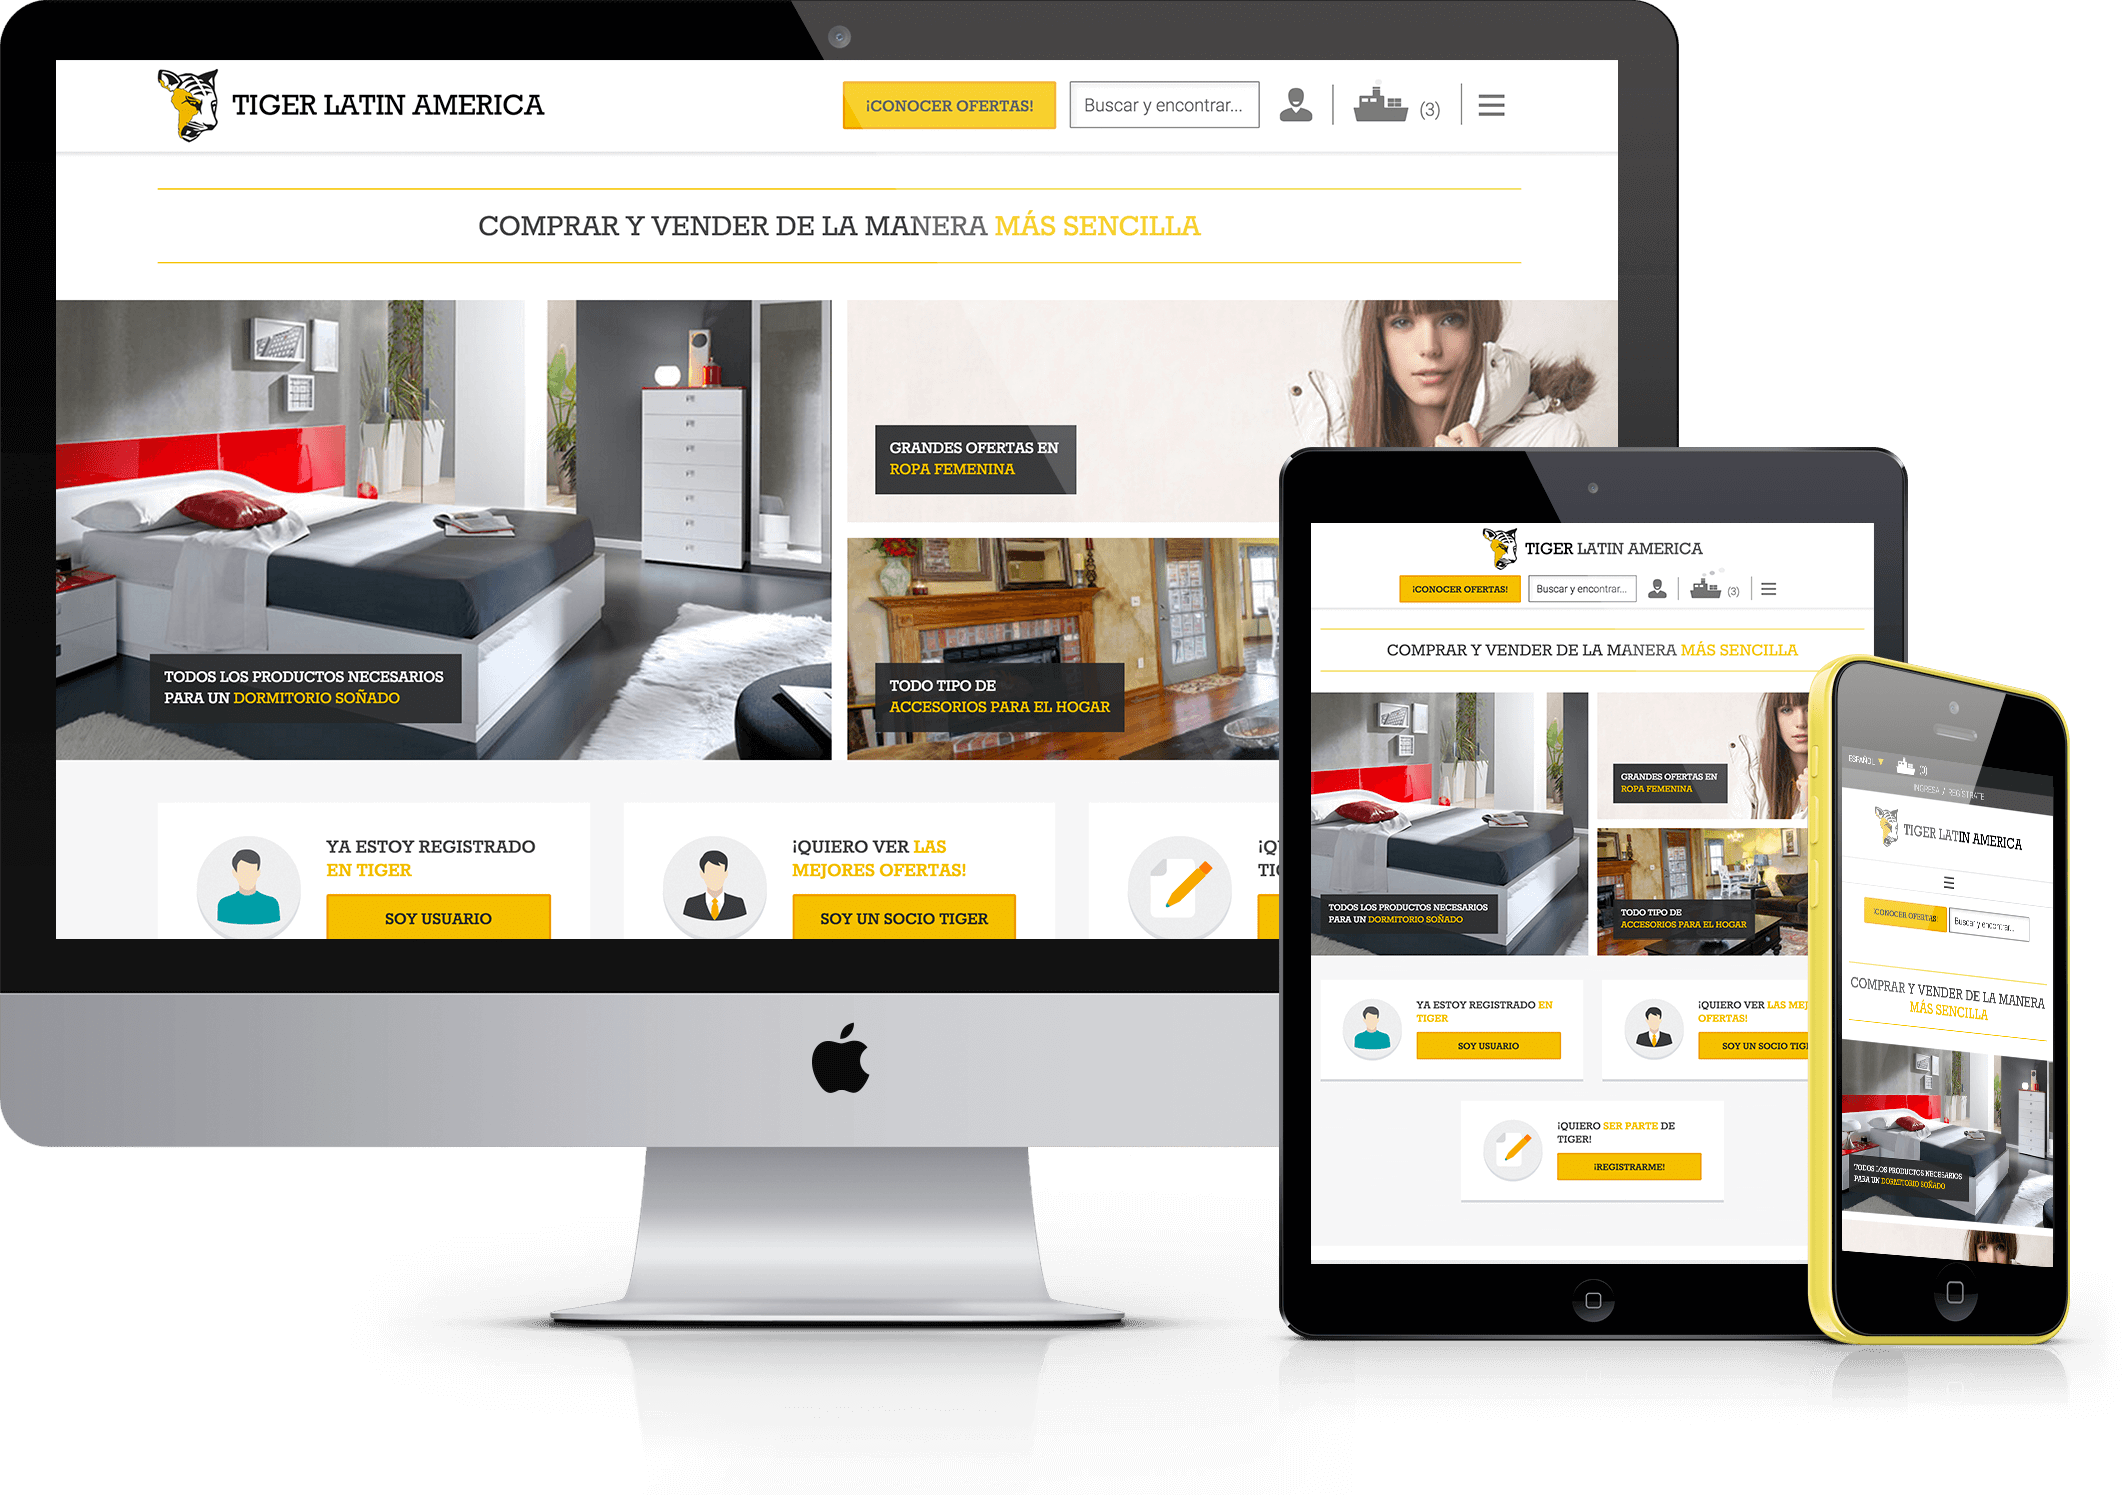 TIGER LATIN AMERICA
¡CONOCER OFERTAS!
Buscar y encontrar...
(3)
COMPRAR Y VENDER DE LA MANERA MÁS SENCILLA
TODOS LOS PRODUCTOS NECESARIOS
PARA UN DORMITORIO SOÑADO
GRANDES OFERTAS EN
ROPA FEMENINA
TODO TIPO DE
ACCESORIOS PARA EL HOGAR
YA ESTOY REGISTRADO
EN TIGER
SOY USUARIO
¡QUIERO VER LAS
MEJORES OFERTAS!
SOY UN SOCIO TIGER
¡Q
TIG
TIGER LATIN AMERICA
¡CONOCER OFERTAS!
Buscar y encontrar...
(3)
COMPRAR Y VENDER DE LA MANERA MÁS SENCILLA
TODOS LOS PRODUCTOS NECESARIOS
PARA UN DORMITORIO SOÑADO
GRANDES OFERTAS EN
ROPA FEMENINA
TODO TIPO DE
ACCESORIOS PARA EL HOGAR
YA ESTOY REGISTRADO EN
TIGER
SOY USUARIO
¡QUIERO VER LAS MEJ
OFERTAS!
SOY UN SOCIO TIG
¡QUIERO SER PARTE DE
TIGER!
¡REGISTRARME!
ESPAÑOL
INGRESA / REGISTRATE
TIGER LATIN AMERICA
¡CONOCER OFERTAS
Buscar y encontrar...
COMPRAR Y VENDER DE LA MANERA
MÁS SENCILLA
TODOS LOS PRODUCTOS NECESARIOS
PARA UN DORMITORIO SOÑADO